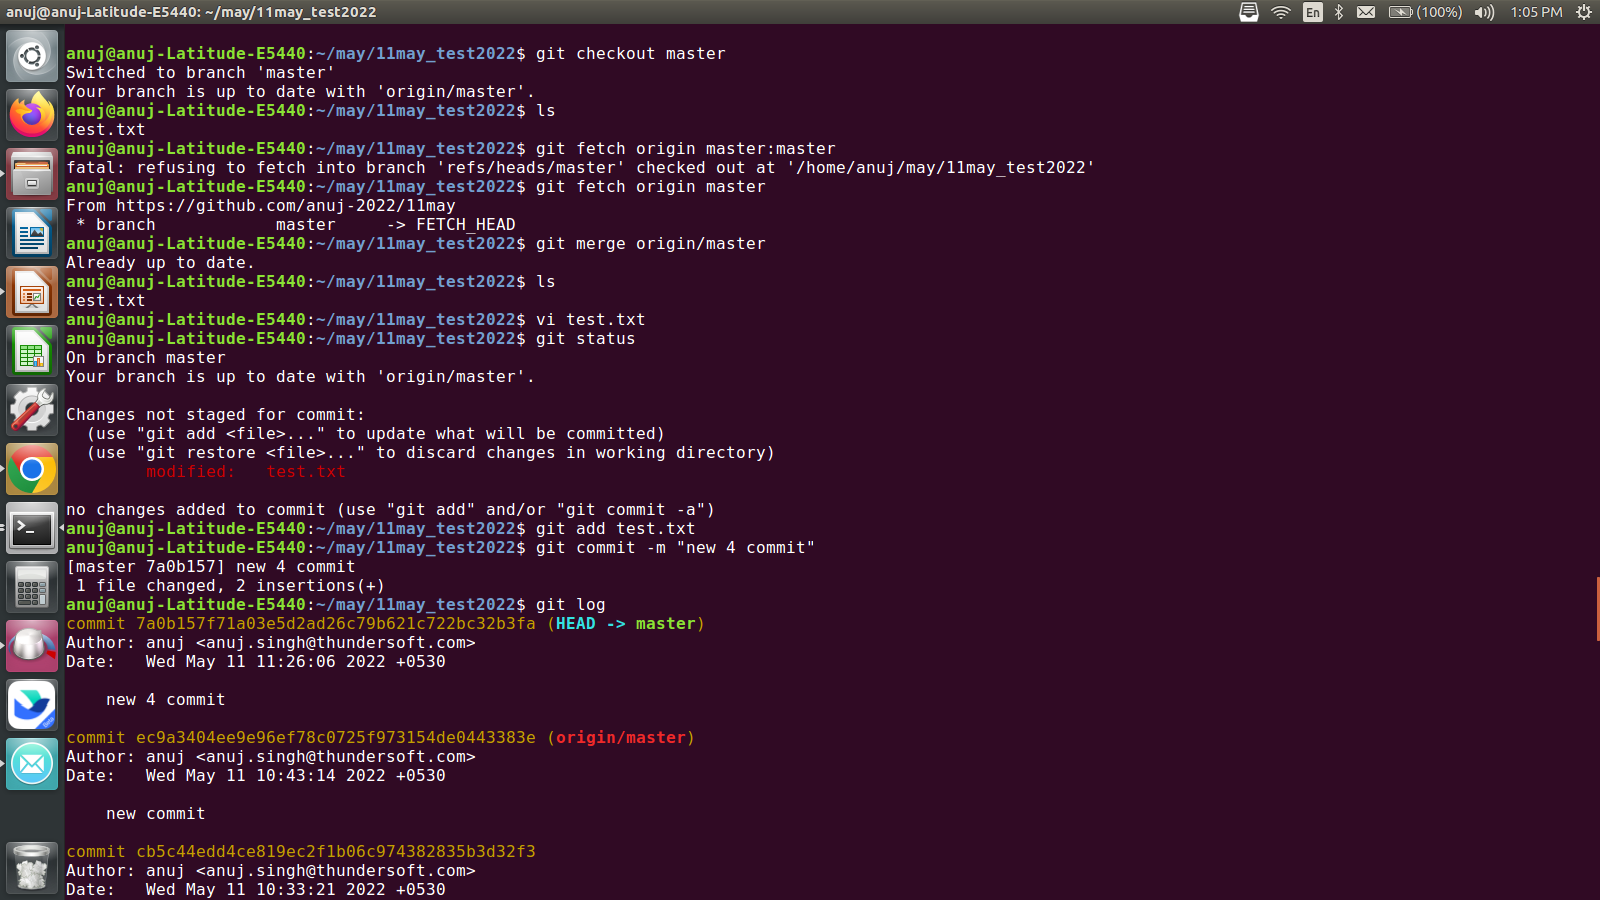 anuj@anuj-Latitude-E5440: ~/may/11may_test2022
En
(100%)
1:05 PM
anuj@anuj-Latitude-E5440:~/may/11may_test2022$ git checkout master
Switched to branch 'master'
Your branch is up to date with 'origin/master'.
anuj@anuj-Latitude-E5440:~/may/11may_test2022$ ls
test.txt
anuj@anuj-Latitude-E5440:~/may/11may_test2022$ git fetch origin master:master
fatal: refusing to fetch into branch 'refs/heads/master' checked out at '/home/anuj/may/11may_test2022'
anuj@anuj-Latitude-E5440:~/may/11may_test2022$ git fetch origin master
From https://github.com/anuj-2022/11may
 * branch            master     -> FETCH_HEAD
anuj@anuj-Latitude-E5440:~/may/11may_test2022$ git merge origin/master
Already up to date.
anuj@anuj-Latitude-E5440:~/may/11may_test2022$ ls
test.txt
anuj@anuj-Latitude-E5440:~/may/11may_test2022$ vi test.txt
anuj@anuj-Latitude-E5440:~/may/11may_test2022$ git status
On branch master
Your branch is up to date with 'origin/master'.
Changes not staged for commit:
  (use "git add <file>..." to update what will be committed)
  (use "git restore <file>..." to discard changes in working directory)
        modified:   test.txt
no changes added to commit (use "git add" and/or "git commit -a")
anuj@anuj-Latitude-E5440:~/may/11may_test2022$ git add test.txt
anuj@anuj-Latitude-E5440:~/may/11may_test2022$ git commit -m "new 4 commit"
[master 7a0b157] new 4 commit
 1 file changed, 2 insertions(+)
anuj@anuj-Latitude-E5440:~/may/11may_test2022$ git log
commit 7a0b157f71a03e5d2ad26c79b621c722bc32b3fa (HEAD -> master)
Author: anuj <anuj.singh@thundersoft.com>
Date:   Wed May 11 11:26:06 2022 +0530
    new 4 commit
commit ec9a3404ee9e96ef78c0725f973154de0443383e (origin/master)
Author: anuj <anuj.singh@thundersoft.com>
Date:   Wed May 11 10:43:14 2022 +0530
    new commit
commit cb5c44edd4ce819ec2f1b06c974382835b3d32f3
Author: anuj <anuj.singh@thundersoft.com>
Date:   Wed May 11 10:33:21 2022 +0530